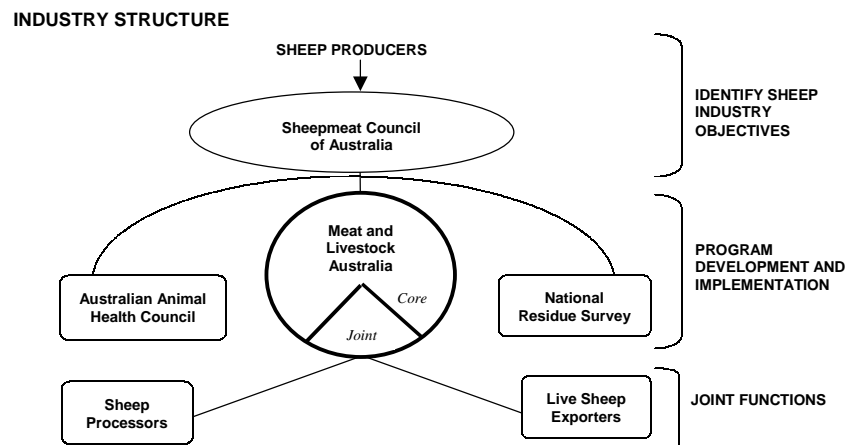 INDUSTRY STRUCTURE
SHEEP PRODUCERS
Sheepmeat Council
of Australia
IDENTIFY SHEEP
INDUSTRY
OBJECTIVES
Meat and
Livestock
Australia
Core
Joint
Australian Animal
Health Council
National
Residue Survey
PROGRAM
DEVELOPMENT AND
IMPLEMENTATION
Sheep
Processors
Live Sheep
Exporters
JOINT FUNCTIONS